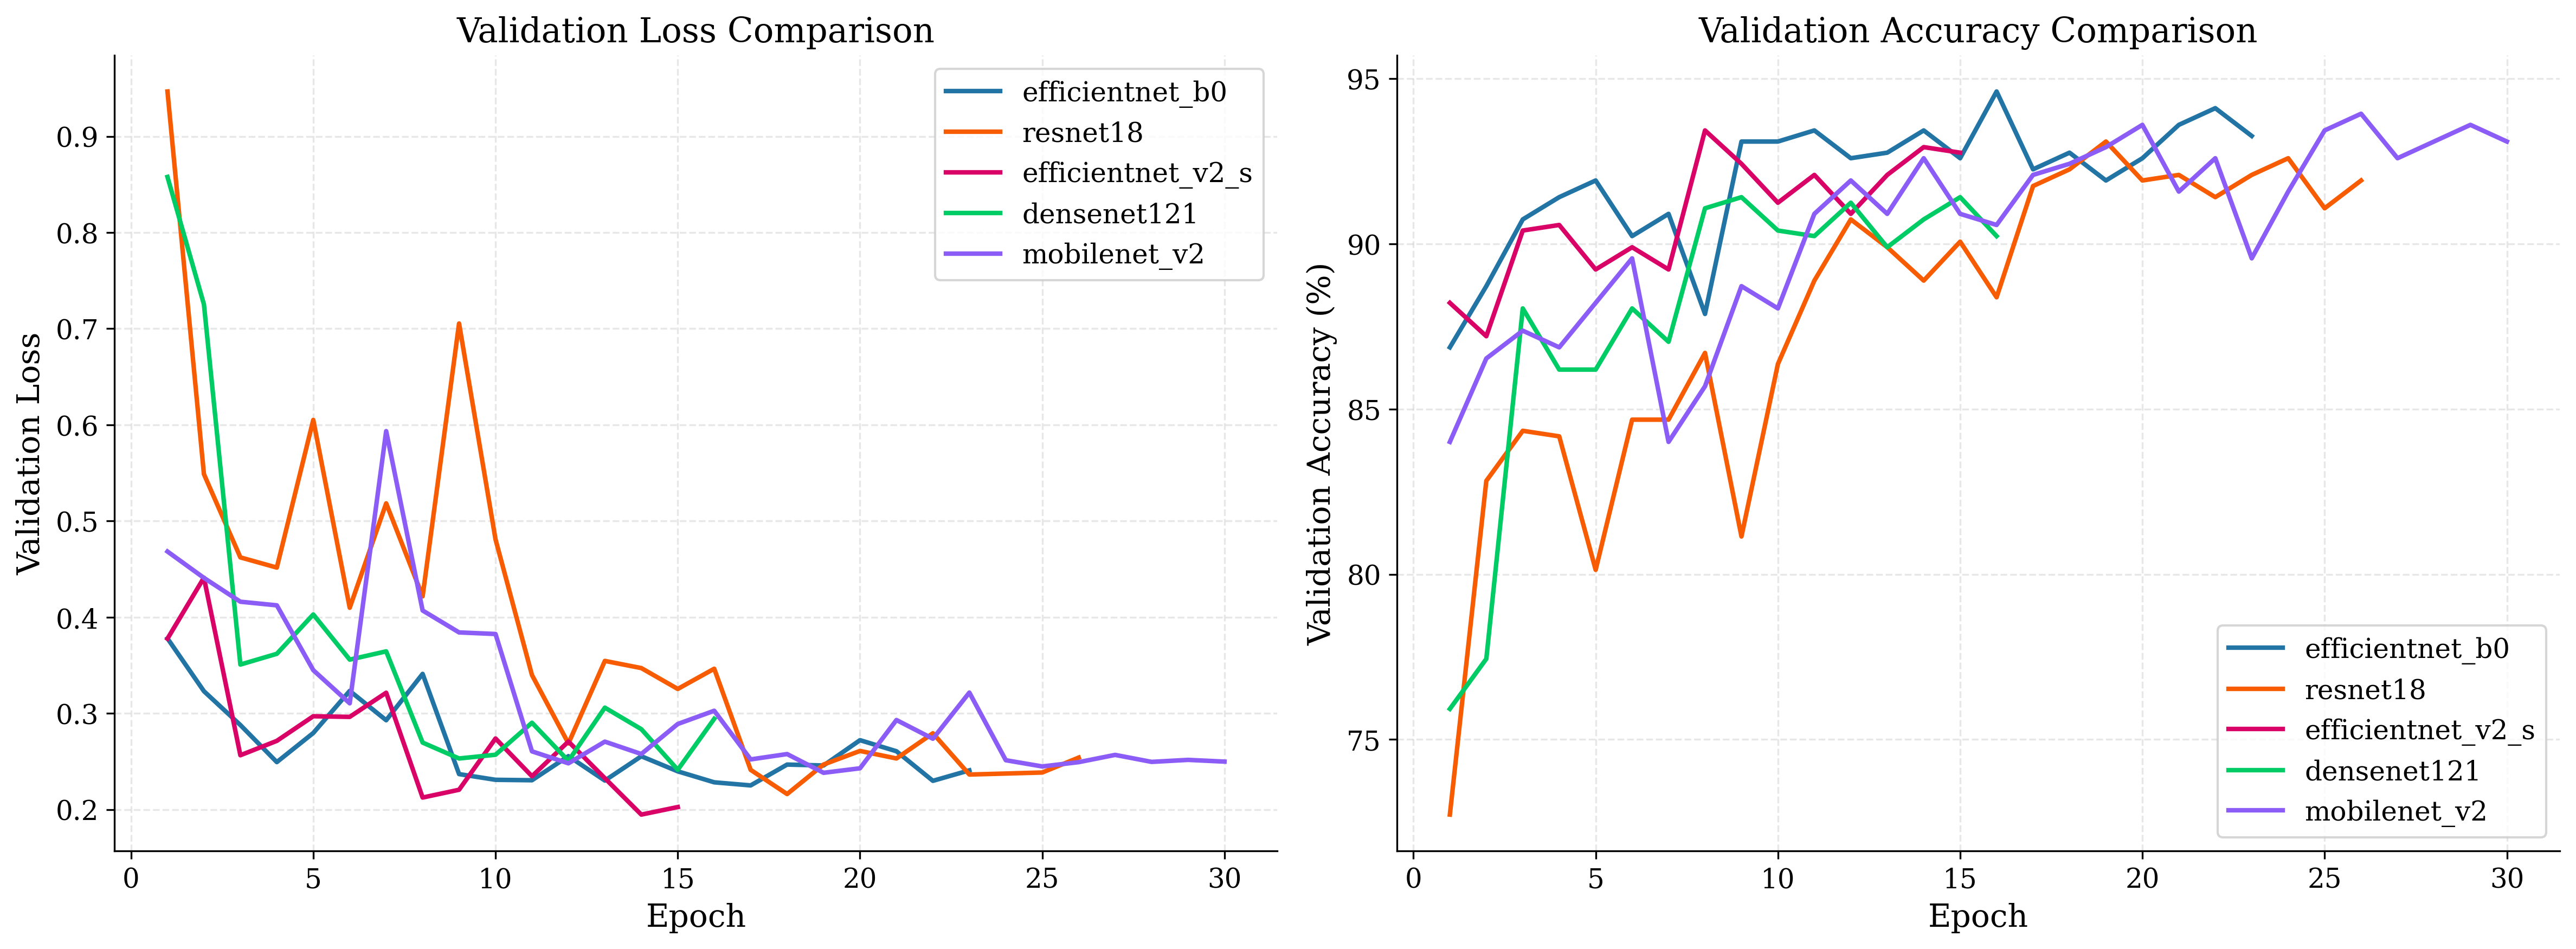 Validation Loss Comparison
Validation Loss
0.9
0.8
0.7
0.6
0.5
0.4
0.3
0.2
efficientnet_b0
resnet18
efficientnet_v2_s
densenet121
mobilenet_v2
0 5 10 15 20 25 30
Epoch
Validation Accuracy Comparison
Validation Accuracy (%)
95
90
85
80
75
efficientnet_b0
resnet18
efficientnet_v2_s
densenet121
mobilenet_v2
0 5 10 15 20 25 30
Epoch